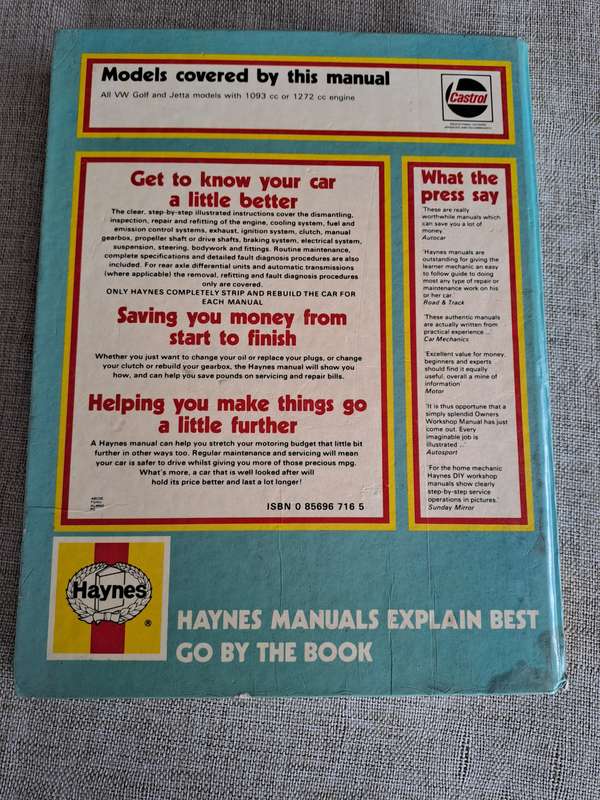 Models covered by this manual
All VW Golf and Jetta models with 1093 cc or 1272 cc engine
Castrol
Get to know your car
a little better
The clear, step-by-step illustrated instructions cover the dismantling,
inspection, repair and refitting of the engine, cooling system, fuel and
emission control systems, exhaust, ignition system, clutch, manual
gearbox, propeller shaft or drive shafts, braking system, electrical system,
suspension, steering, bodywork and fittings. Routine maintenance,
complete specifications and detailed fault diagnosis procedures are also
included. For rear axle differential units and automatic transmissions
(where applicable) the removal, refitting and fault diagnosis procedures
only are covered.
ONLY HAYNES COMPLETELY STRIP AND REBUILD THE CAR FOR
EACH MANUAL
Saving you money from
start to finish
Whether you just want to change your oil or replace your plugs, or change
your clutch or rebuild your gearbox, the Haynes manual will show you
how, and can help you save pounds on servicing and repair bills.
Helping you make things go
a little further
A Haynes manual can help you stretch your motoring budget that little bit
further in other ways too. Regular maintenance and servicing will mean
your car is safer to drive whilst giving you more of those precious mpg.
What's more, a car that is well looked after will
hold its price better and last a lot longer!
ABCDE
ISBN 0 85696 716 5
What the
press say
'These are really
worthwhile manuals which
can save you a lot of
money.'
Autocar
'Haynes manuals are
outstanding for giving the
learner mechanic an easy
to follow guide to doing
most any type of repair or
maintenance work on his
or her car.'
Road & Track
'These authentic manuals
are actually written from
practical experience ...'
Car Mechanics
'Excellent value for money,
beginners and experts
should find it equally
useful; overall a mine of
information'
Motor
'It is thus opportune that a
simply splendid Owners
Workshop Manual has just
come out. Every
imaginable job is
illustrated ...'
Autosport
'For the home mechanic
Haynes DIY workshop
manuals show clearly
step-by-step service
operations in pictures.'
Sunday Mirror
Haynes
®
HAYNES MANUALS EXPLAIN BEST
GO BY THE BOOK